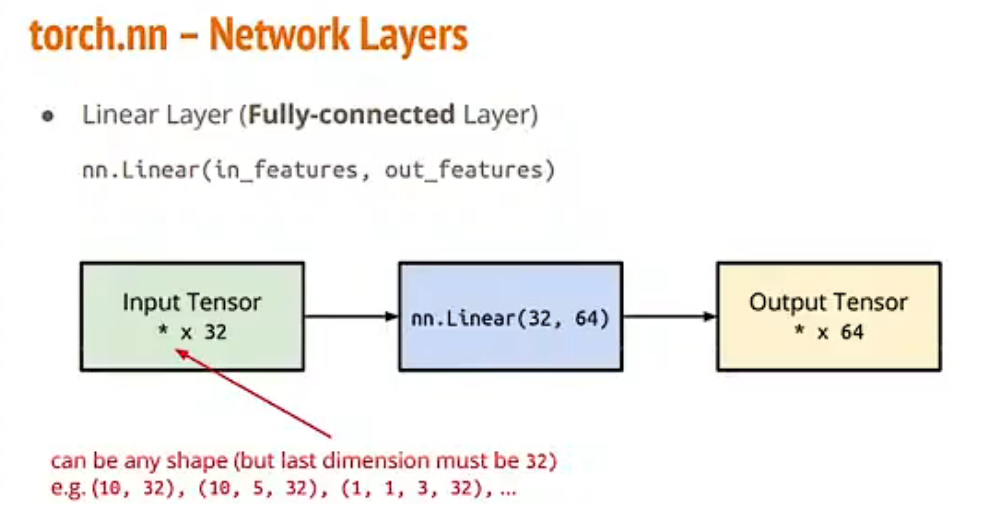 torch.nn – Network Layers
● Linear Layer (Fully-connected Layer)
nn.Linear(in_features, out_features)
Input Tensor
* x 32
nn.Linear(32, 64)
Output Tensor
* x 64
can be any shape (but last dimension must be 32)
e.g. (10, 32), (10, 5, 32), (1, 1, 3, 32), …